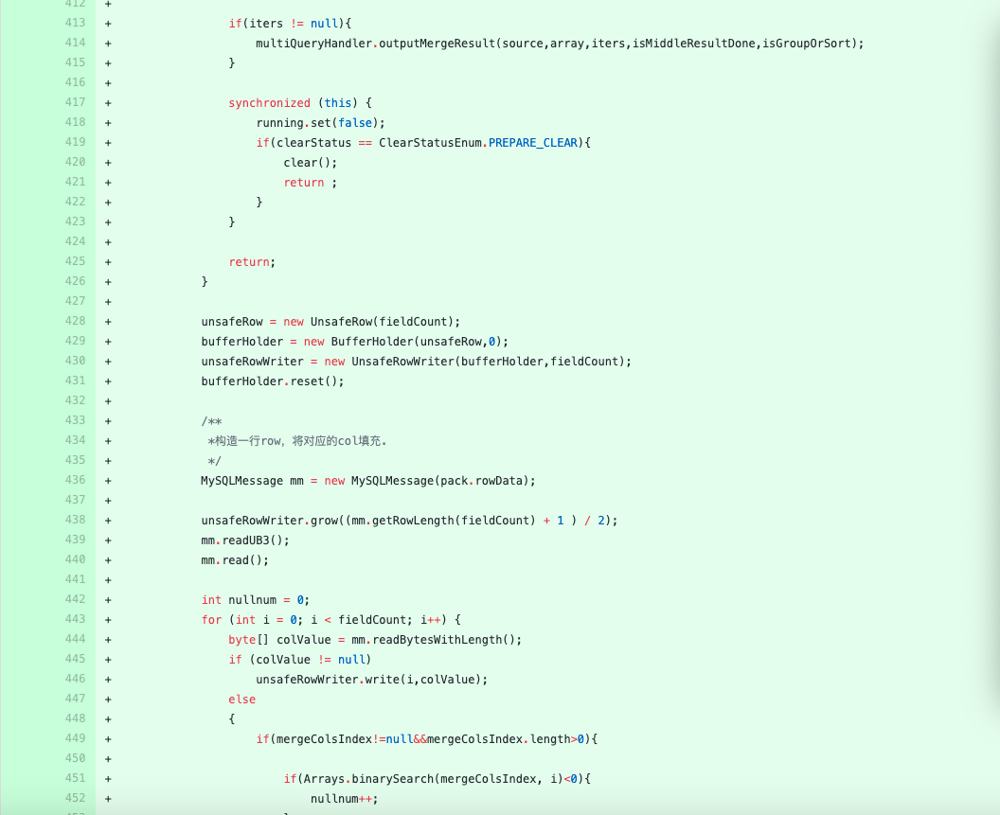 412 +
413 + if(iters != null){
414 + multiQueryHandler.outputMergeResult(source,array,iters,isMiddleResultDone,isGroupOrSort);
415 + }
416 +
417 + synchronized (this) {
418 + running.set(false);
419 + if(clearStatus == ClearStatusEnum.PREPARE_CLEAR){
420 + clear();
421 + return ;
422 + }
423 + }
424 +
425 + return;
426 + }
427 +
428 + unsafeRow = new UnsafeRow(fieldCount);
429 + bufferHolder = new BufferHolder(unsafeRow,0);
430 + unsafeRowWriter = new UnsafeRowWriter(bufferHolder,fieldCount);
431 + bufferHolder.reset();
432 +
433 + /**
434 + *构造一行row，将对应的col填充.
435 + */
436 + MySQLMessage mm = new MySQLMessage(pack.rowData);
437 +
438 + unsafeRowWriter.grow((mm.getRowLength(fieldCount) + 1 ) / 2);
439 + mm.readUB3();
440 + mm.read();
441 +
442 + int nullnum = 0;
443 + for (int i = 0; i < fieldCount; i++) {
444 + byte[] colValue = mm.readBytesWithLength();
445 + if (colValue != null)
446 + unsafeRowWriter.write(i,colValue);
447 + else
448 + {
449 + if(mergeColsIndex!=null&&mergeColsIndex.length>0){
450 +
451 + if(Arrays.binarySearch(mergeColsIndex, i)<0){
452 + nullnum++;